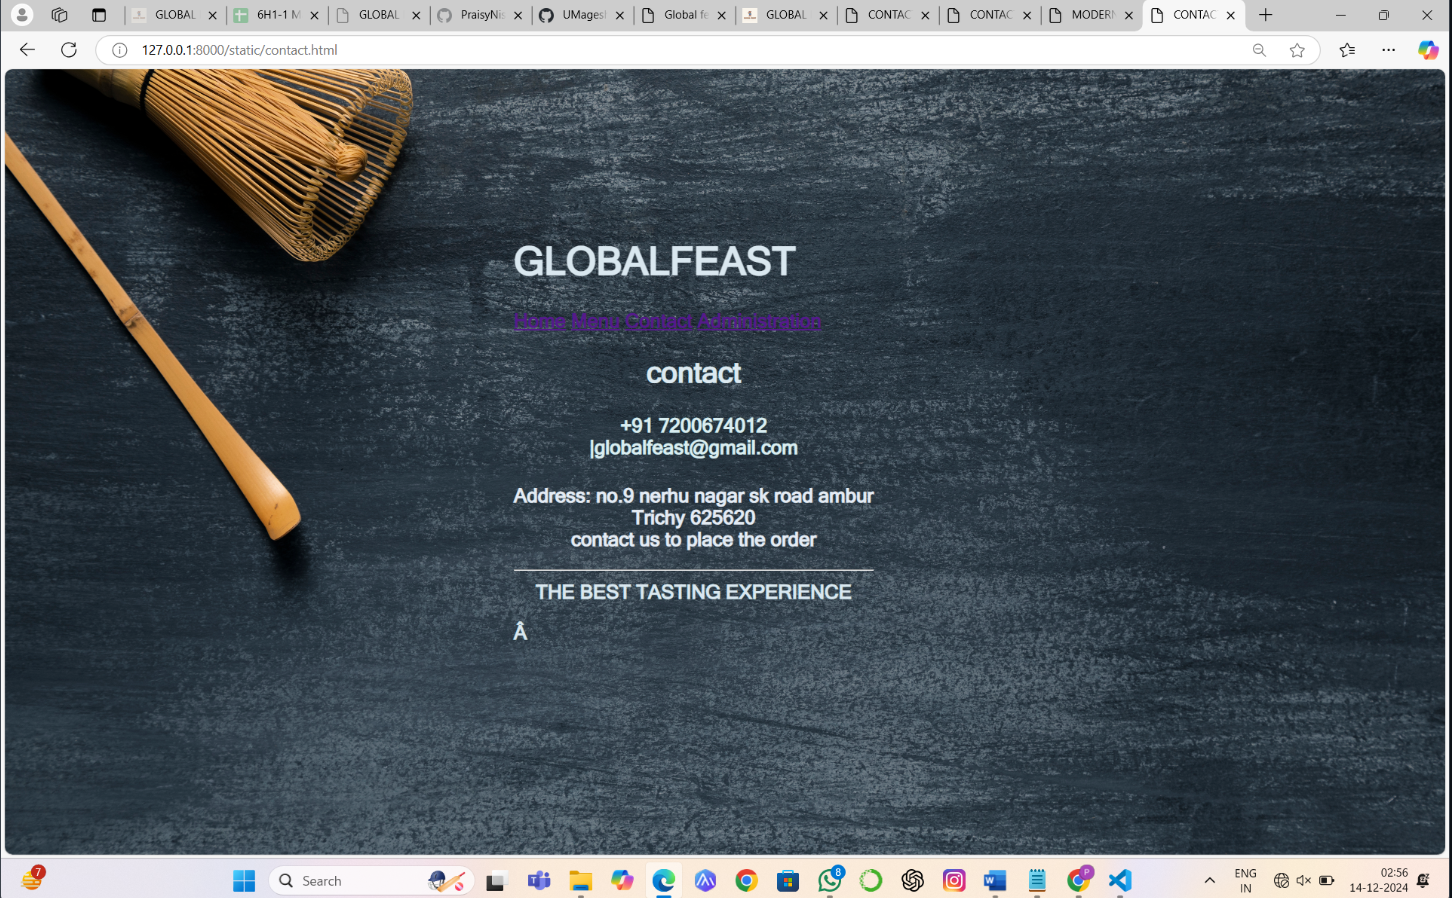 GLOBAL
6H1-1 M
GLOBAL
PraisyNis
UMages
Global fe
GLOBAL
CONTAC
CONTAC
MODERN
CONTAC
127.0.0.1:8000/static/contact.html
GLOBALFEAST
Home Menu Contact Administration
contact
+91 7200674012
|globalfeast@gmail.com
Address: no.9 nerhu nagar sk road ambur
Trichy 625620
contact us to place the order
THE BEST TASTING EXPERIENCE
Â
7
Search
8
P
ENG
IN
02:56
14-12-2024